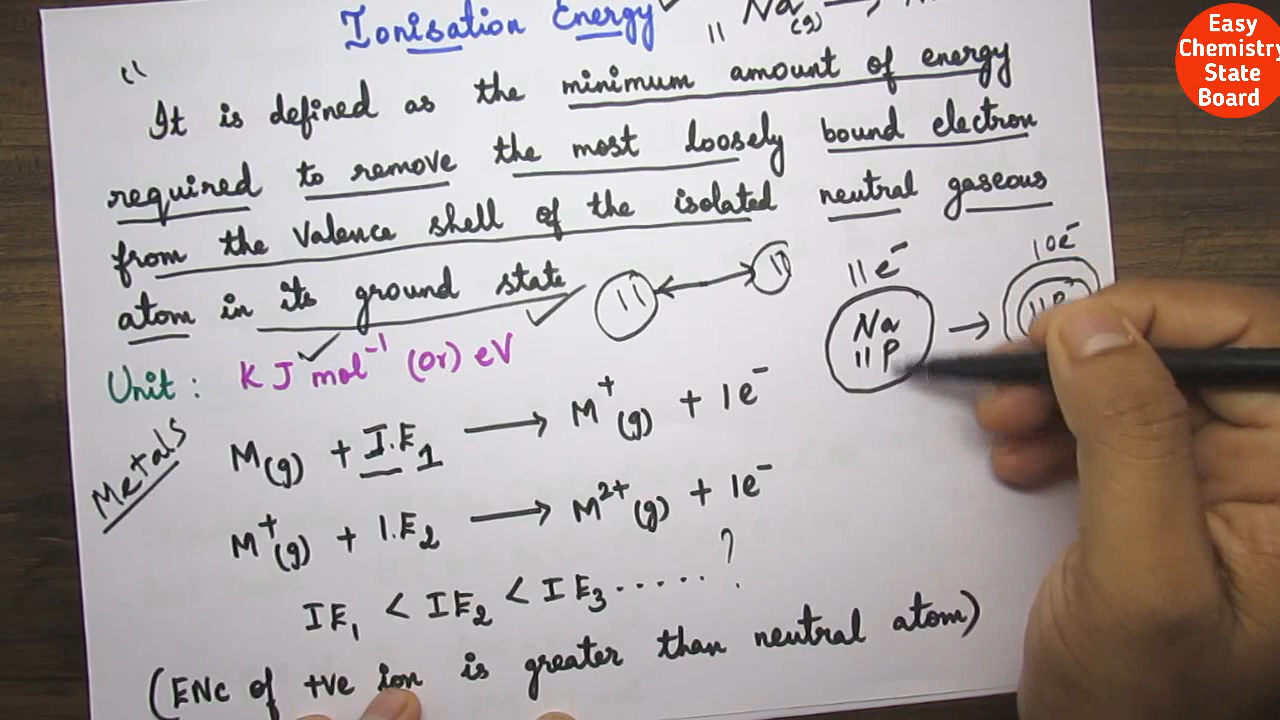 Ionisation Energy
11 Na(g) →
Easy
Chemistry
State
Board
"
It is defined as the minimum amount of energy
required to remove the most loosely bound electron
from the valence shell of the isolated neutral gaseous
atom in its ground state
11 11
11e⁻ 10e⁻
Na →
11 P
Unit : KJ mol⁻¹ (or) eV
Metals
M(g) + I.E₁ → M⁺(g) + 1e⁻
M⁺(g) + I.E₂ → M²⁺(g) + 1e⁻
IE₁ < IE₂ < IE₃ ...... ?
(ENC of +ve ion is greater than neutral atom)